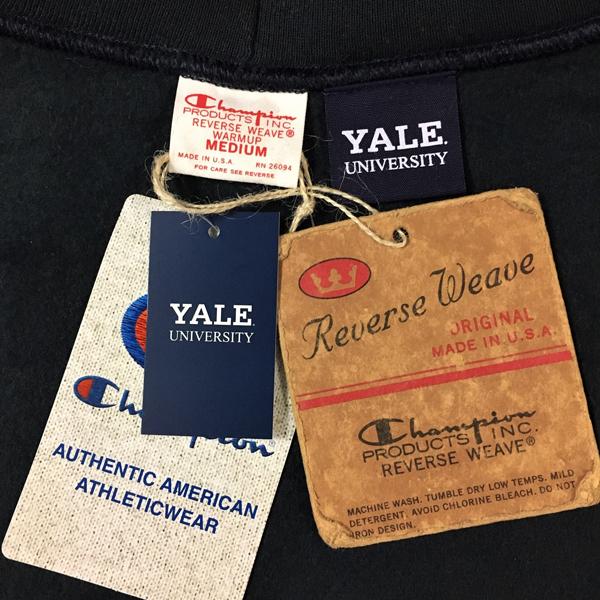 Champion
PRODUCTS INC.
REVERSE WEAVE®
WARMUP
MEDIUM
MADE IN U.S.A. RN 26094
FOR CARE SEE REVERSE
YALE.
UNIVERSITY
YALE.
UNIVERSITY
Champion
AUTHENTIC AMERICAN
ATHLETICWEAR
Reverse Weave
ORIGINAL
MADE IN U.S.A.
Champion
PRODUCTS INC.
REVERSE WEAVE®
MACHINE WASH. TUMBLE DRY LOW TEMPS. MILD
DETERGENT. AVOID CHLORINE BLEACH. DO NOT
IRON DESIGN.